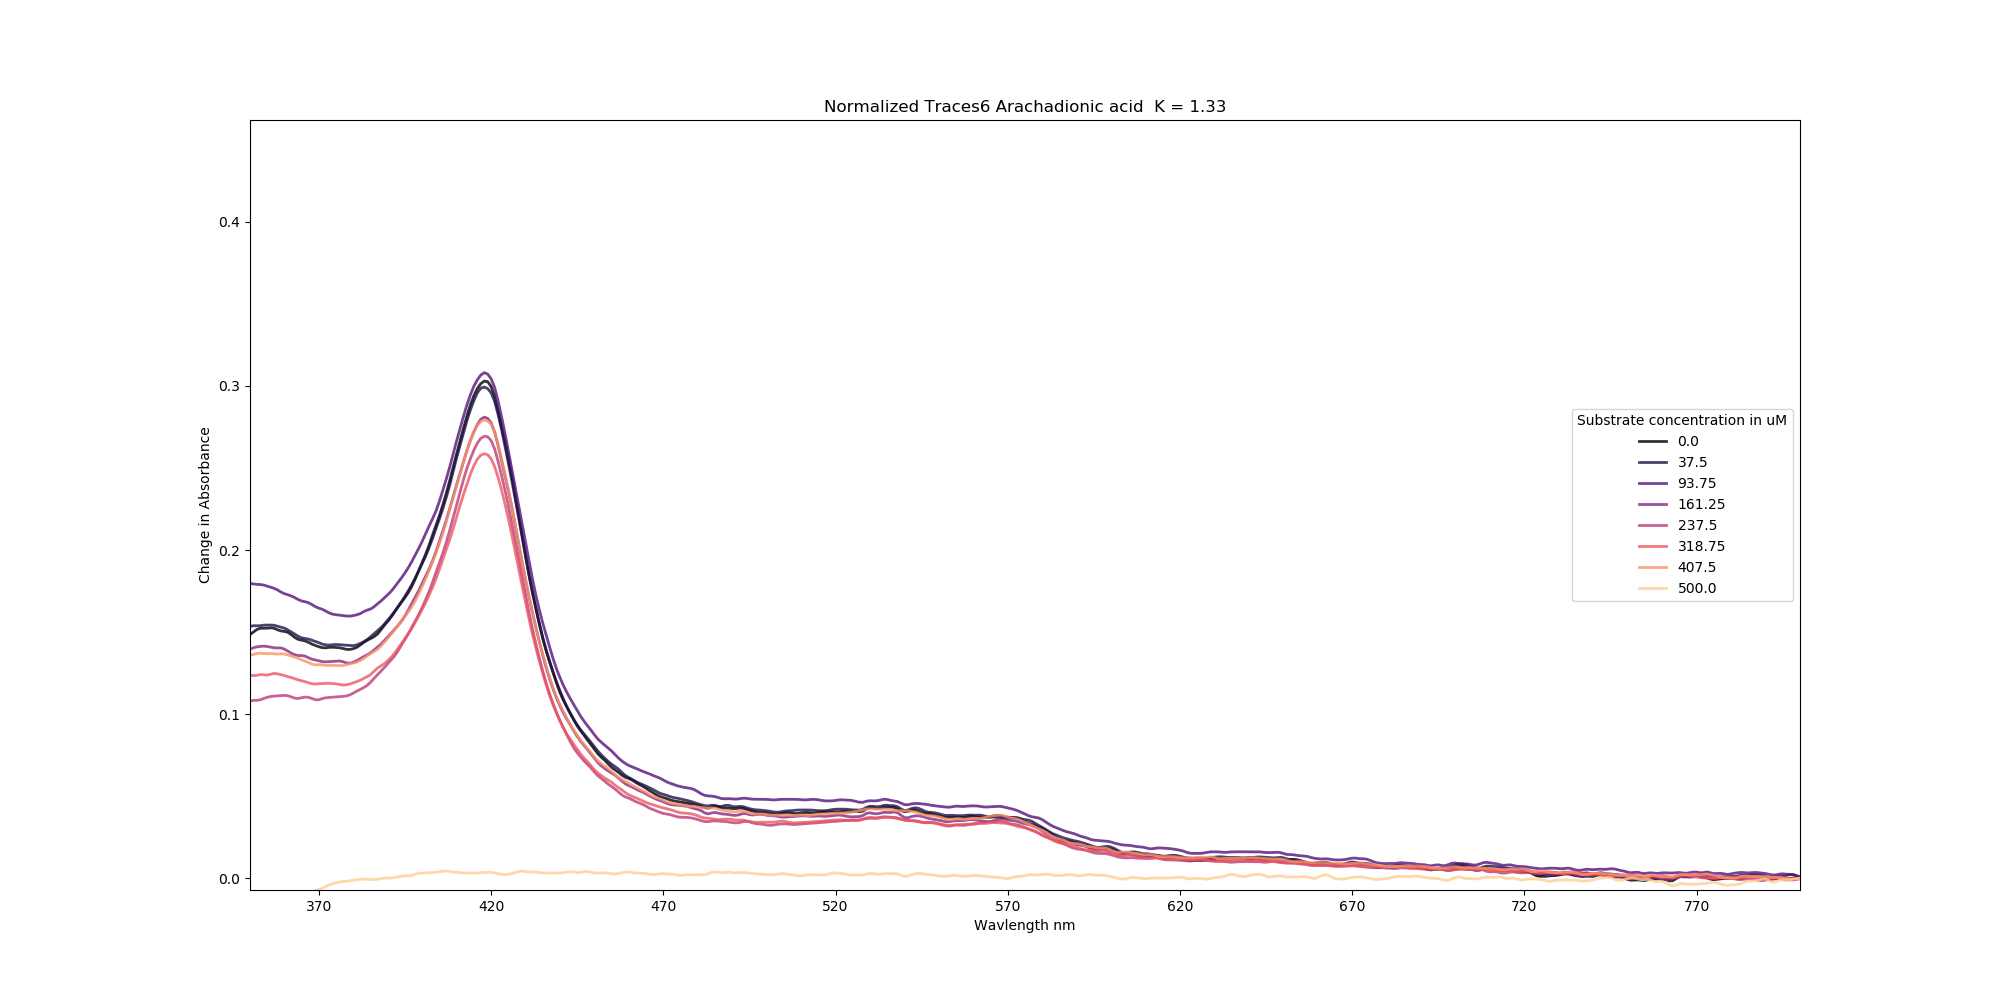 Normalized Traces6 Arachadionic acid  K = 1.33
Change in Absorbance
0.4
0.3
0.2
0.1
0.0
Substrate concentration in uM
0.0
37.5
93.75
161.25
237.5
318.75
407.5
500.0
370 420 470 520 570 620 670 720 770
Wavlength nm